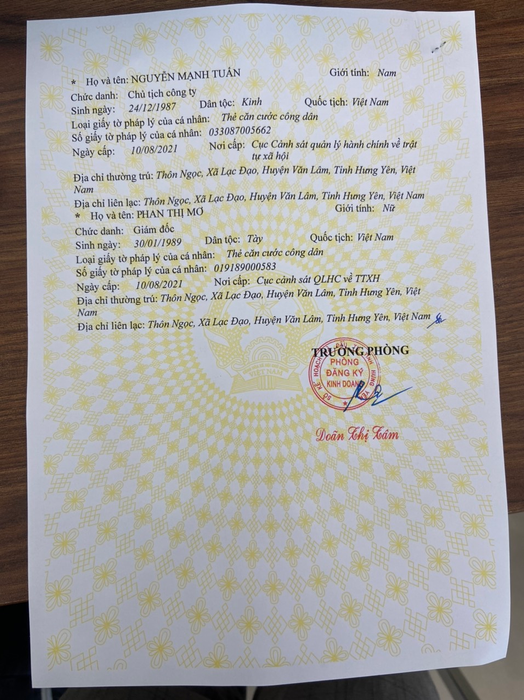 * Họ và tên: NGUYỄN MẠNH TUẤN Giới tính: Nam
Chức danh: Chủ tịch công ty
Sinh ngày: 24/12/1987 Dân tộc: Kinh Quốc tịch: Việt Nam
Loại giấy tờ pháp lý của cá nhân: Thẻ căn cước công dân
Số giấy tờ pháp lý của cá nhân: 033087005662
Ngày cấp: 10/08/2021 Nơi cấp: Cục Cảnh sát quản lý hành chính về trật
tự xã hội
Địa chỉ thường trú: Thôn Ngọc, Xã Lạc Đạo, Huyện Văn Lâm, Tỉnh Hưng Yên, Việt
Nam
Địa chỉ liên lạc: Thôn Ngọc, Xã Lạc Đạo, Huyện Văn Lâm, Tỉnh Hưng Yên, Việt Nam
* Họ và tên: PHAN THỊ MƠ Giới tính: Nữ
Chức danh: Giám đốc
Sinh ngày: 30/01/1989 Dân tộc: Tày Quốc tịch: Việt Nam
Loại giấy tờ pháp lý của cá nhân: Thẻ căn cước công dân
Số giấy tờ pháp lý của cá nhân: 019189000583
Ngày cấp: 10/08/2021 Nơi cấp: Cục cảnh sát QLHC về TTXH
Địa chỉ thường trú: Thôn Ngọc, Xã Lạc Đạo, Huyện Văn Lâm, Tỉnh Hưng Yên, Việt
Nam
Địa chỉ liên lạc: Thôn Ngọc, Xã Lạc Đạo, Huyện Văn Lâm, Tỉnh Hưng Yên, Việt Nam
TRƯỞNG PHÒNG
PHÒNG
ĐĂNG KÝ
KINH DOANH
Doãn Thị Tám